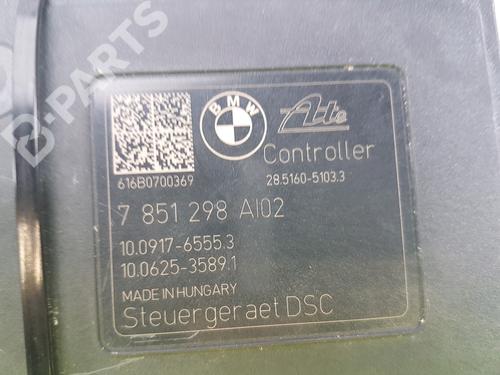 B-PARTS
BMW
Ate
Controller
616B0700369
28.5160-5103.3
7 851 298 AI02
10.0917-6555.3
10.0625-3589.1
MADE IN HUNGARY
Steuergeraet DSC